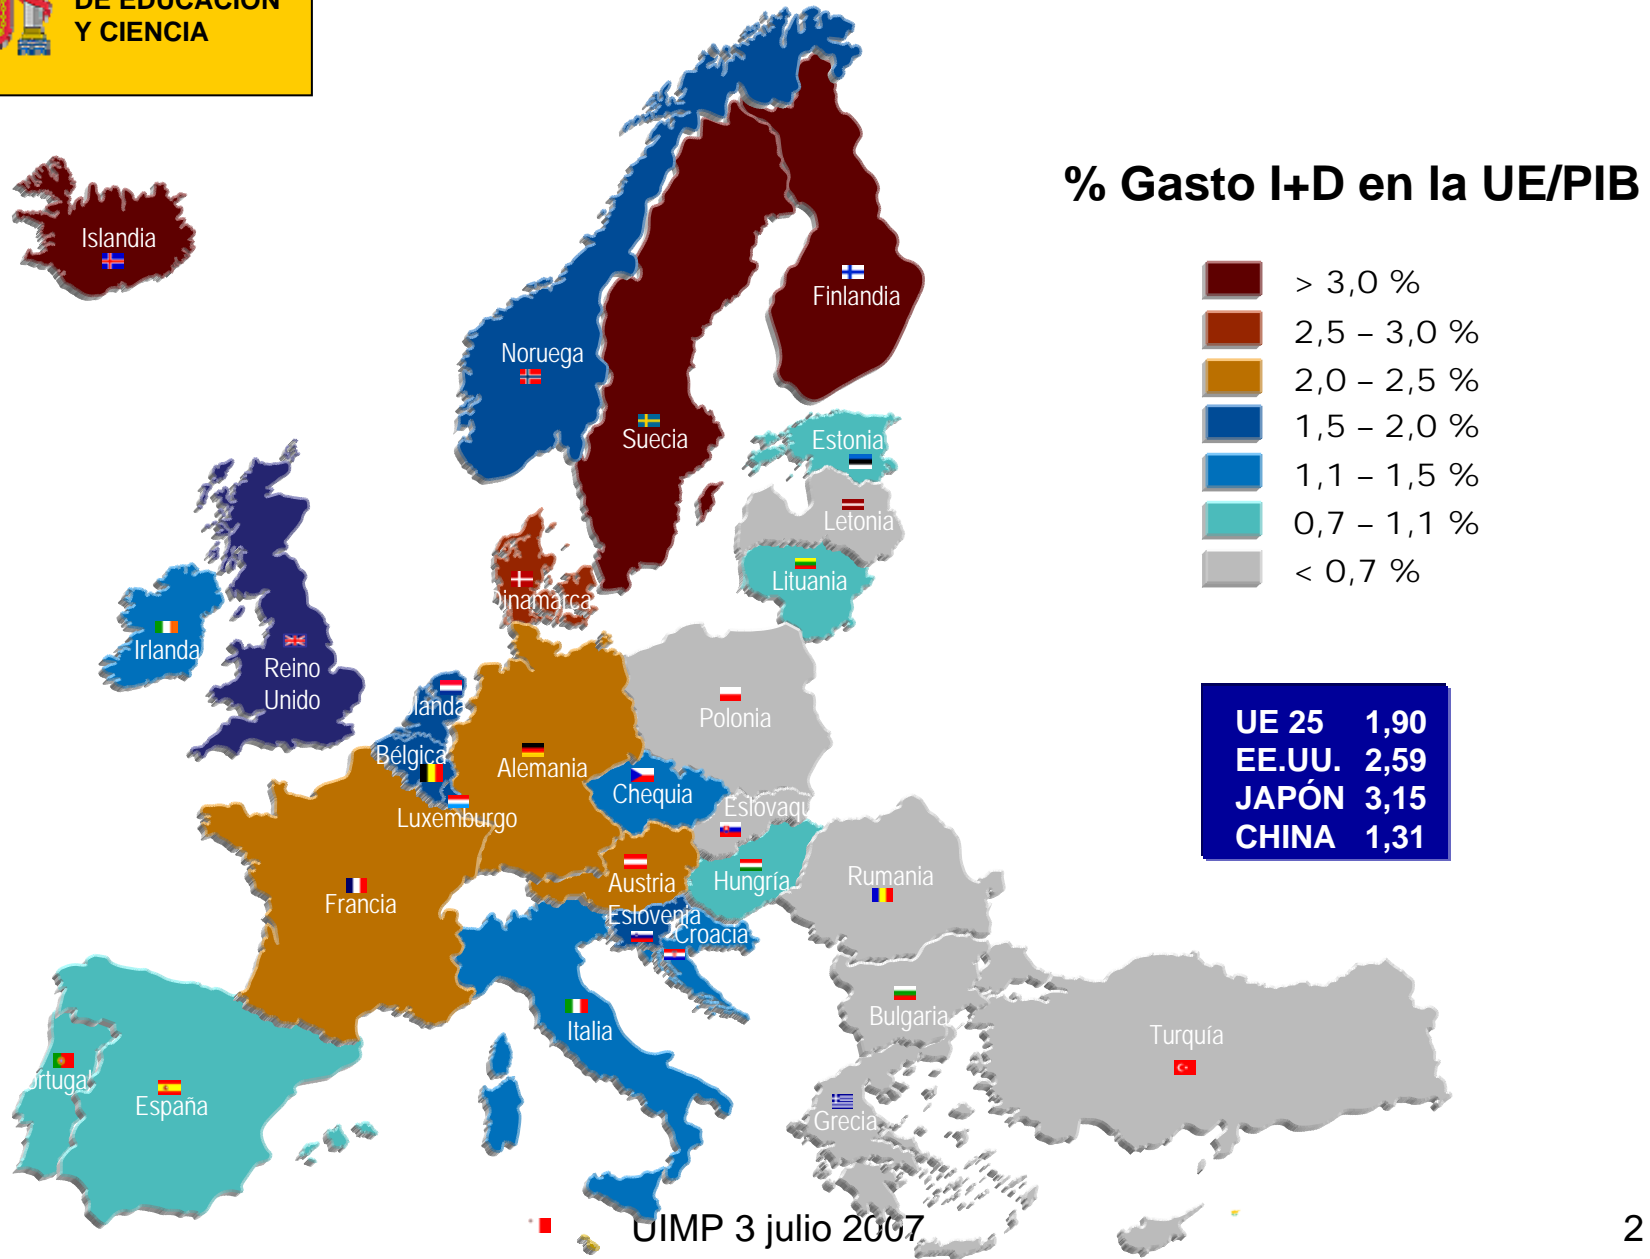 DE EDUCACIÓN
Y CIENCIA
% Gasto I+D en la UE/PIB
> 3,0 %
2,5 – 3,0 %
2,0 – 2,5 %
1,5 – 2,0 %
1,1 – 1,5 %
0,7 – 1,1 %
< 0,7 %
Islandia
Finlandia
Noruega
Suecia
Estonia
Letonia
Lituania
Dinamarca
Irlanda
Reino
Unido
landa
Polonia
Bélgica
Alemania
Chequia
Luxemburgo
Eslovaqu
Austria
Hungría
Rumania
Francia
Eslovenia
Croacia
Italia
Bulgaria
Turquía
ortugal
España
Grecia
UE 25 1,90
EE.UU. 2,59
JAPÓN 3,15
CHINA 1,31
UIMP 3 julio 2007
2